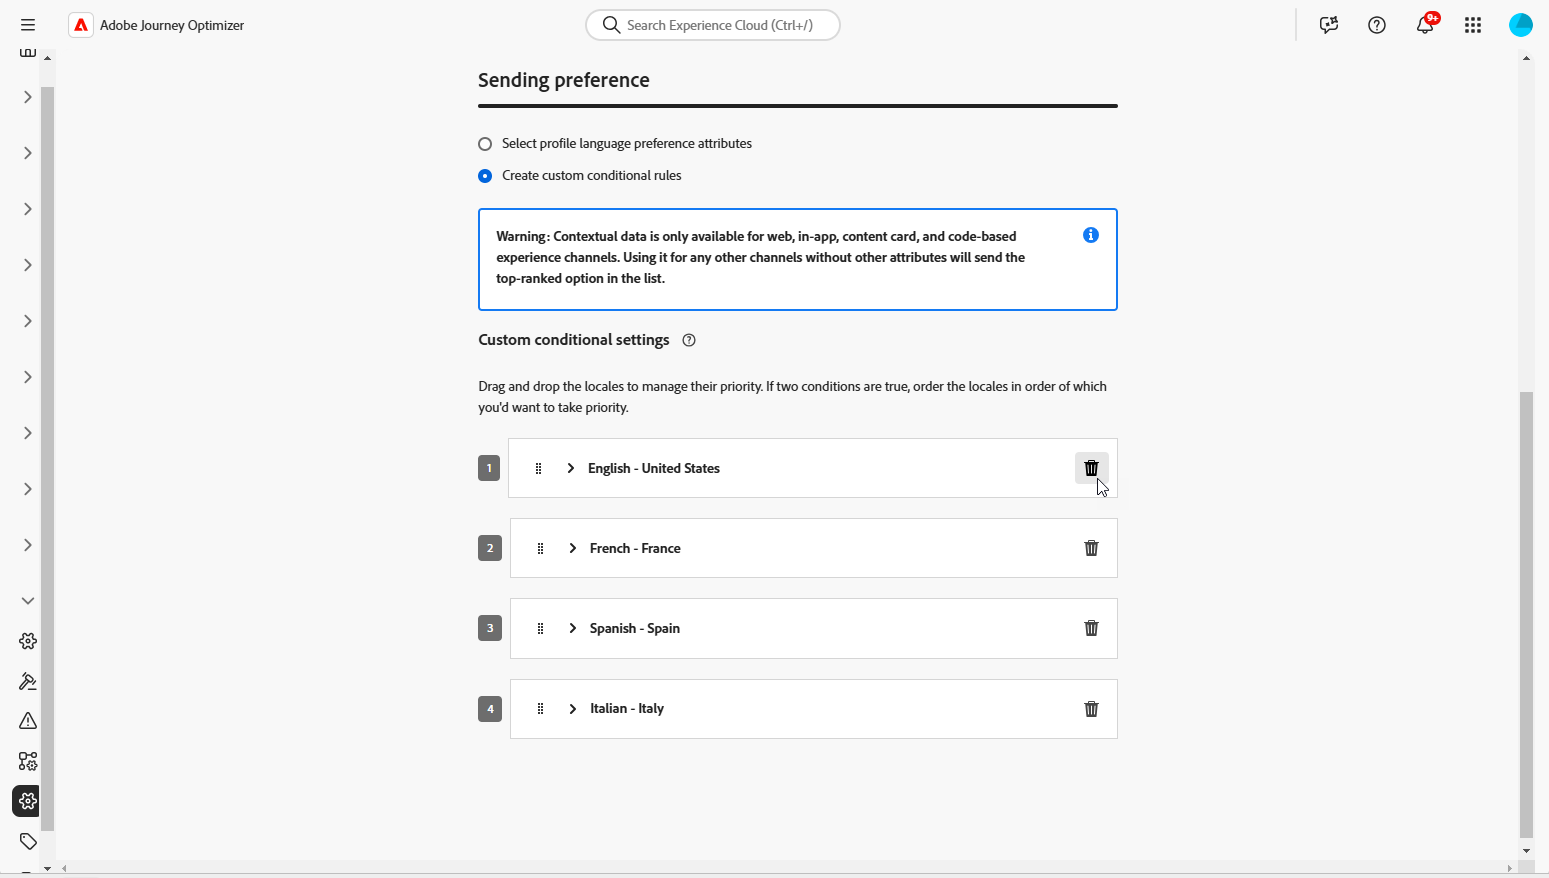 Adobe Journey Optimizer
Search Experience Cloud (Ctrl+/)
9+
Sending preference
Select profile language preference attributes
Create custom conditional rules
Warning: Contextual data is only available for web, in-app, content card, and code-based
experience channels. Using it for any other channels without other attributes will send the
top-ranked option in the list.
Custom conditional settings
Drag and drop the locales to manage their priority. If two conditions are true, order the locales in order of which
you'd want to take priority.
1 English - United States
2 French - France
3 Spanish - Spain
4 Italian - Italy